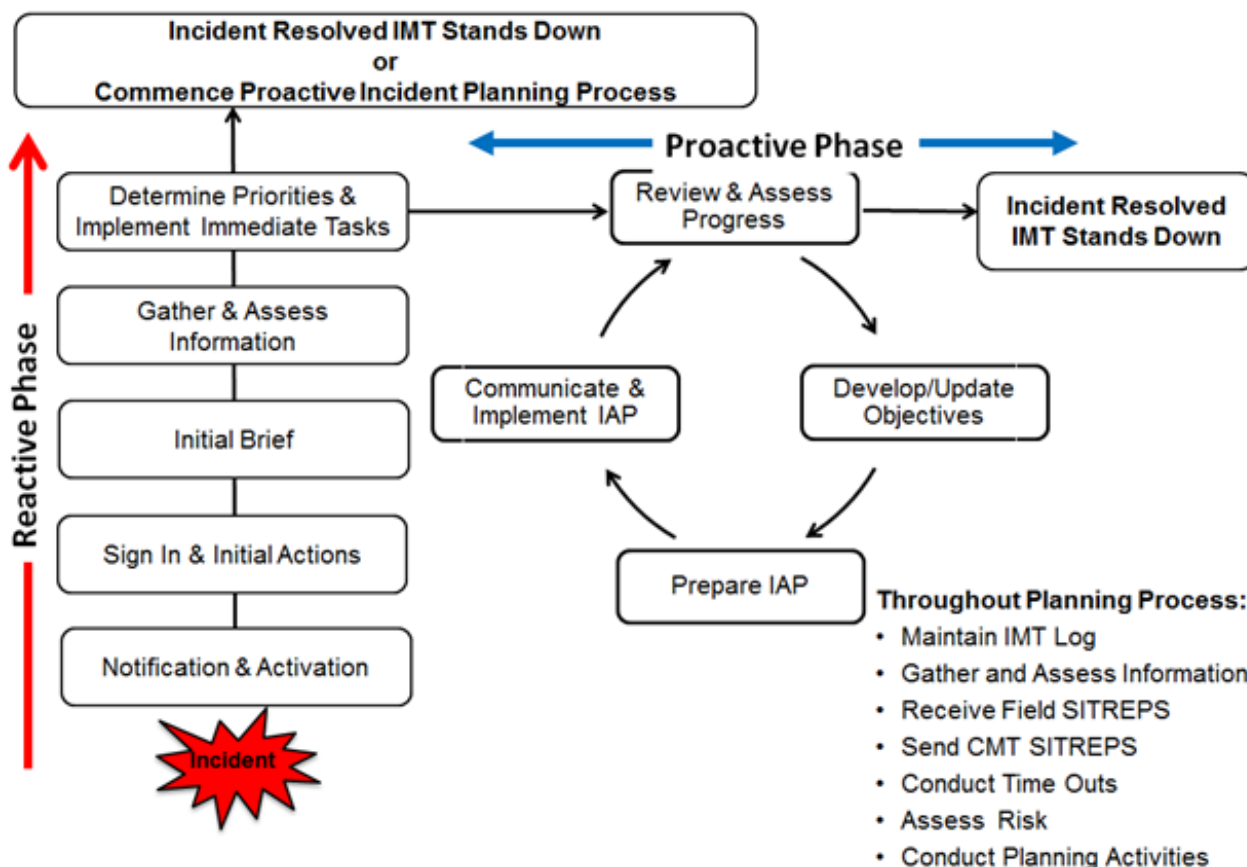 Incident Resolved IMT Stands Down
or
Commence Proactive Incident Planning Process
Reactive Phase
Determine Priorities &
Implement Immediate Tasks
Gather & Assess
Information
Initial Brief
Sign In & Initial Actions
Notification & Activation
Incident
Proactive Phase
Review & Assess
Progress
Incident Resolved
IMT Stands Down
Develop/Update
Objectives
Prepare IAP
Communicate &
Implement IAP
Throughout Planning Process:
• Maintain IMT Log
• Gather and Assess Information
• Receive Field SITREPS
• Send CMT SITREPS
• Conduct Time Outs
• Assess Risk
• Conduct Planning Activities